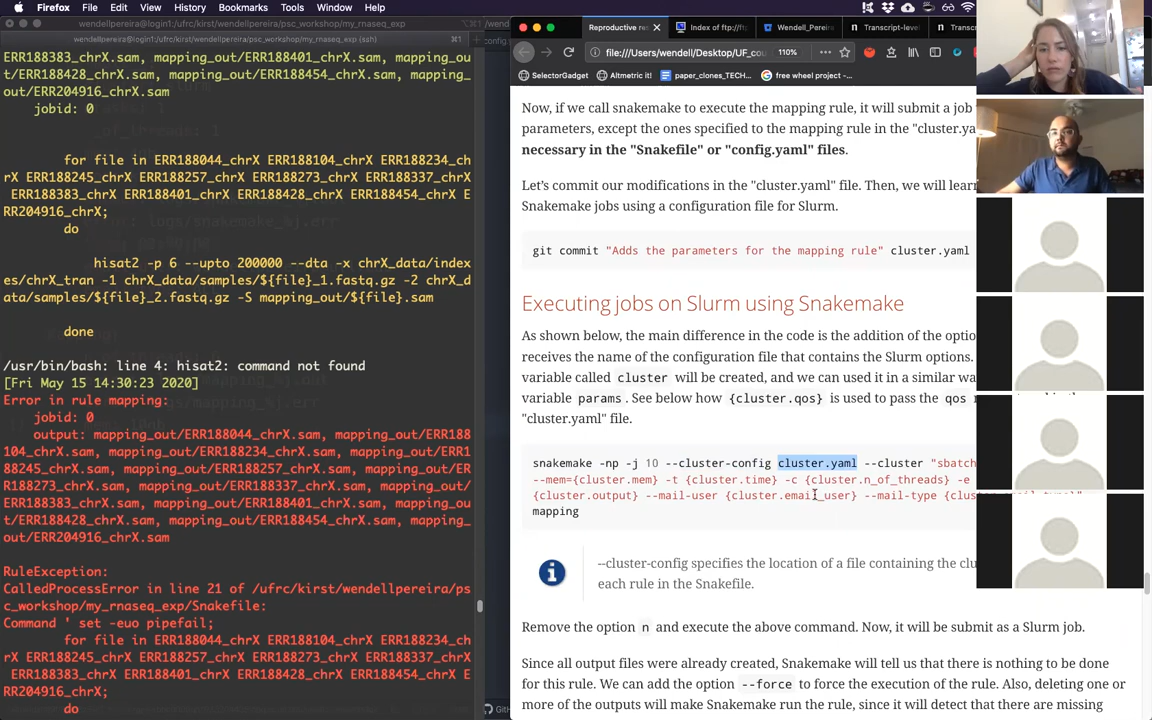 Firefox File Edit View History Bookmarks Tools Window Help
wendellpereira@login1:/ufrc/kirst/wendellpereira/psc_workshop/my_rnaseq_exp
wendellpereira@login1:/ufrc/kirst/wendellpereira/psc_workshop/my_rnaseq_exp (ssh)
ERR188383_chrX.sam, mapping_out/ERR188401_chrX.sam, mapping_ou
t/ERR188428_chrX.sam, mapping_out/ERR188454_chrX.sam, mapping_
out/ERR204916_chrX.sam
jobid: 0
for file in ERR188044_chrX ERR188104_chrX ERR188234_ch
rX ERR188245_chrX ERR188257_chrX ERR188273_chrX ERR188337_chrX
ERR188383_chrX ERR188401_chrX ERR188428_chrX ERR188454_chrX E
RR204916_chrX;
do
hisat2 -p 6 --upto 200000 --dta -x chrX_data/index
es/chrX_tran -1 chrX_data/samples/${file}_1.fastq.gz -2 chrX_d
ata/samples/${file}_2.fastq.gz -S mapping_out/${file}.sam
done
/usr/bin/bash: line 4: hisat2: command not found
[Fri May 15 14:30:23 2020]
Error in rule mapping:
jobid: 0
output: mapping_out/ERR188044_chrX.sam, mapping_out/ERR188
104_chrX.sam, mapping_out/ERR188234_chrX.sam, mapping_out/ERR1
88245_chrX.sam, mapping_out/ERR188257_chrX.sam, mapping_out/ER
R188273_chrX.sam, mapping_out/ERR188337_chrX.sam, mapping_out/
ERR188383_chrX.sam, mapping_out/ERR188401_chrX.sam, mapping_ou
t/ERR188428_chrX.sam, mapping_out/ERR188454_chrX.sam, mapping_
out/ERR204916_chrX.sam
RuleException:
CalledProcessError in line 21 of /ufrc/kirst/wendellpereira/ps
c_workshop/my_rnaseq_exp/Snakefile:
Command ' set -euo pipefail;
for file in ERR188044_chrX ERR188104_chrX ERR188234_ch
rX ERR188245_chrX ERR188257_chrX ERR188273_chrX ERR188337_chrX
ERR188383_chrX ERR188401_chrX ERR188428_chrX ERR188454_chrX E
RR204916_chrX;
do
Reproducible res Index of ftp://ft Wendell_Pereira Transcript-level Trans
file:///Users/wendell/Desktop/UF_co 110%
SelectorGadget Altmetric it! paper_clones_TECH... free wheel project -...
Now, if we call snakemake to execute the mapping rule, it will submit a job
parameters, except the ones specified to the mapping rule in the "cluster.ya
necessary in the "Snakefile" or "config.yaml" files.
Let's commit our modifications in the "cluster.yaml" file. Then, we will learn
Snakemake jobs using a configuration file for Slurm.
git commit "Adds the parameters for the mapping rule" cluster.yaml
Executing jobs on Slurm using Snakemake
As shown below, the main difference in the code is the addition of the optio
receives the name of the configuration file that contains the Slurm options.
variable called cluster will be created, and we can used it in a similar wa
variable params. See below how {cluster.qos} is used to pass the qos
"cluster.yaml" file.
snakemake -np -j 10 --cluster-config cluster.yaml --cluster "sbatch
--mem={cluster.mem} -t {cluster.time} -c {cluster.n_of_threads} -e
{cluster.output} --mail-user {cluster.email_user} --mail-type {clus
mapping
--cluster-config specifies the location of a file containing the clu
each rule in the Snakefile.
Remove the option n and execute the above command. Now, it will be submit as a Slurm job.
Since all output files were already created, Snakemake will tell us that there is nothing to be done
for this rule. We can add the option --force to force the execution of the rule. Also, deleting one or
more of the outputs will make Snakemake run the rule, since it will detect that there are missing